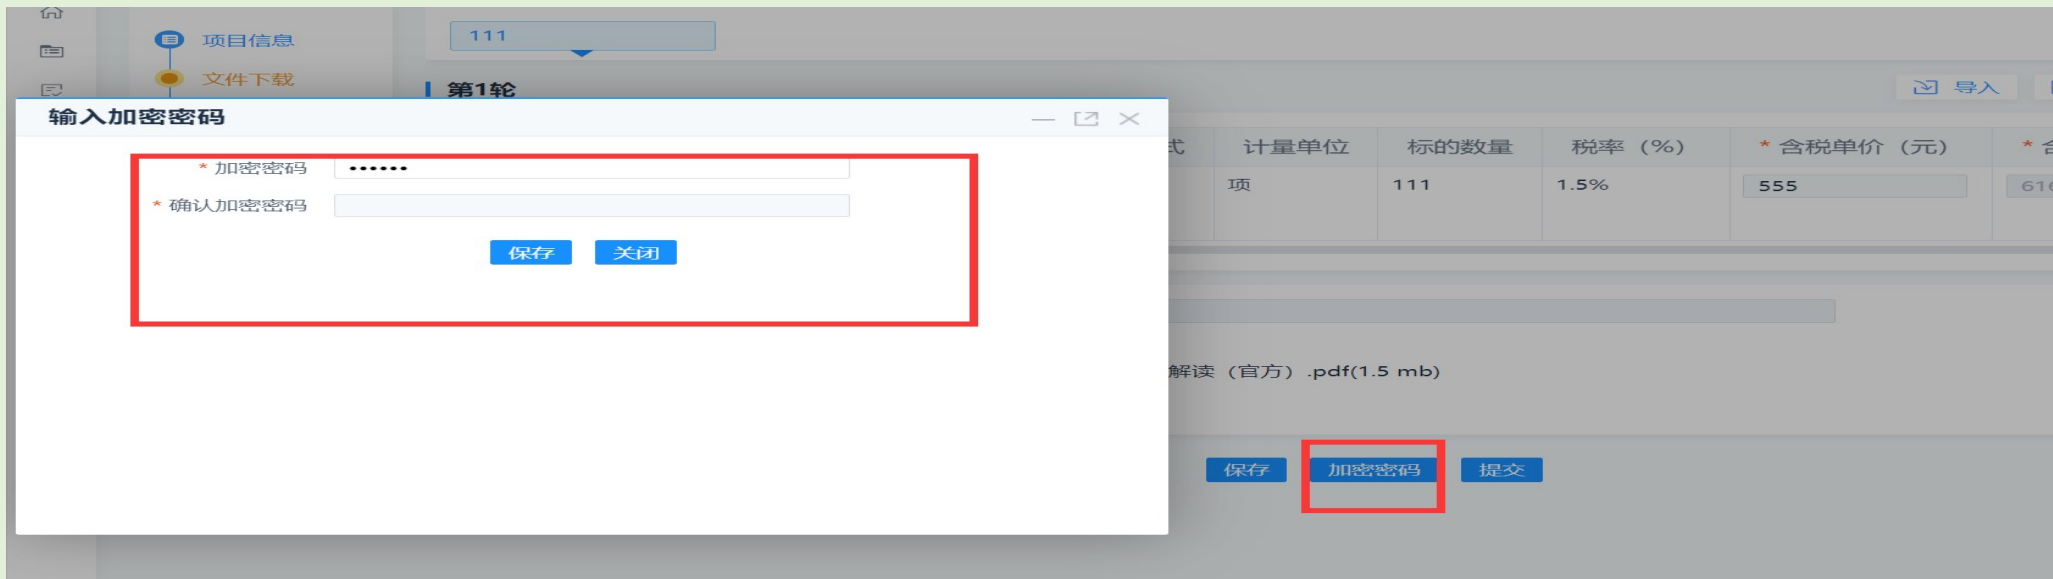 项目信息
111
文件下载
第1轮
导入
输入加密密码
计量单位
标的数量
税率（%）
* 含税单价（元）
*
* 加密密码
••••••
项
111
1.5%
555
* 确认加密密码
保存
关闭
解读（官方）.pdf(1.5 mb)
保存
加密密码
提交